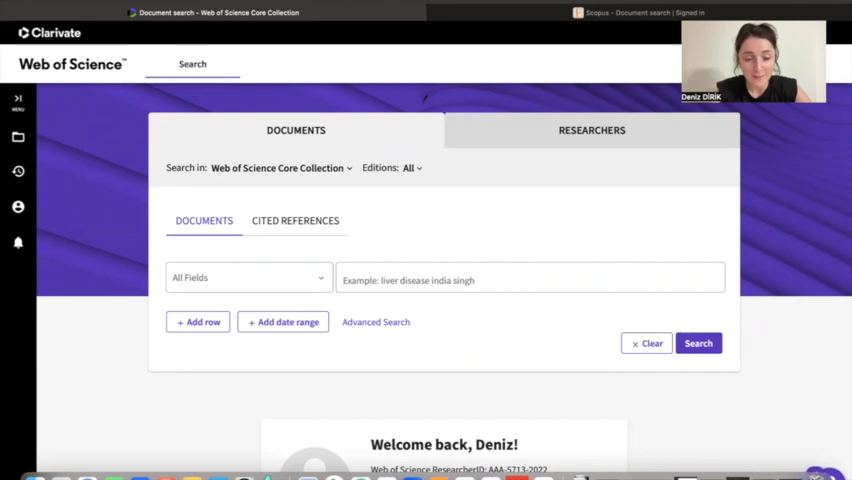 Document search - Web of Science Core Collection
Scopus - Document search | Signed in
Clarivate
Web of Science™
Search
Deniz DİRİK
MENU
DOCUMENTS
RESEARCHERS
Search in: Web of Science Core Collection Editions: All
DOCUMENTS
CITED REFERENCES
All Fields
Example: liver disease india singh
+ Add row
+ Add date range
Advanced Search
× Clear
Search
Welcome back, Deniz!
Web of Science ResearcherID: AAA-5713-2022